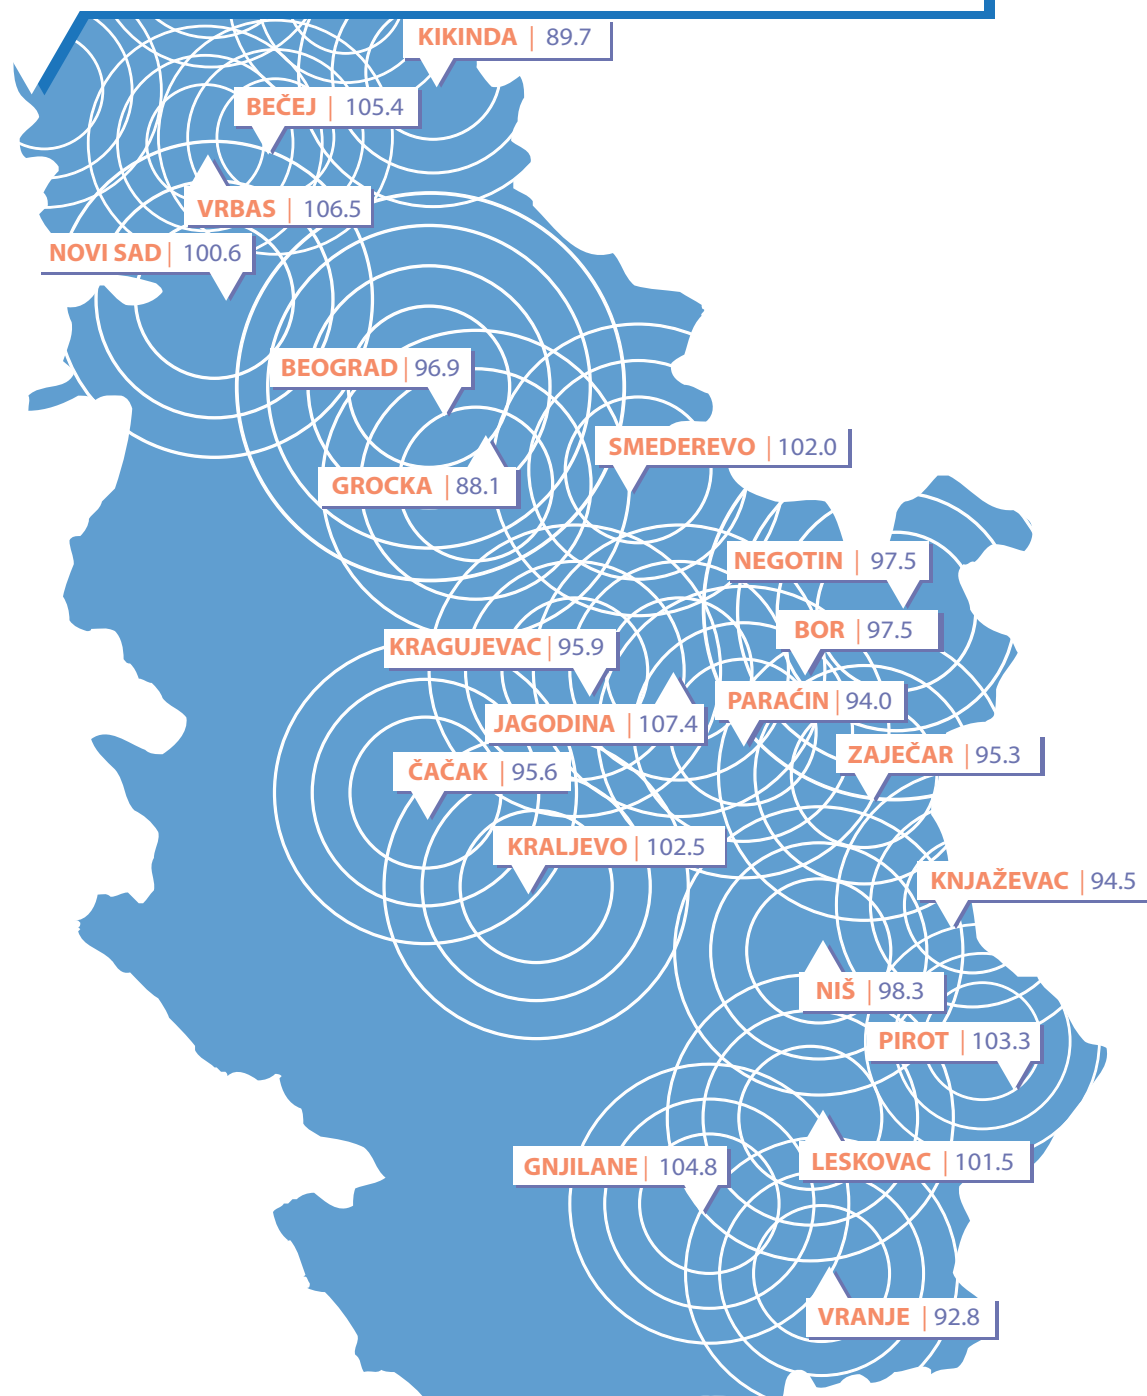 KIKINDA | 89.7
BEČEJ | 105.4
VRBAS | 106.5
NOVI SAD | 100.6
BEOGRAD | 96.9
SMEDEREVO | 102.0
GROCKA | 88.1
NEGOTIN | 97.5
BOR | 97.5
KRAGUJEVAC | 95.9
PARAĆIN | 94.0
JAGODINA | 107.4
ZAJEČAR | 95.3
ČAČAK | 95.6
KRALJEVO | 102.5
KNJAŽEVAC | 94.5
NIŠ | 98.3
PIROT | 103.3
LESKOVAC | 101.5
GNJILANE | 104.8
VRANJE | 92.8